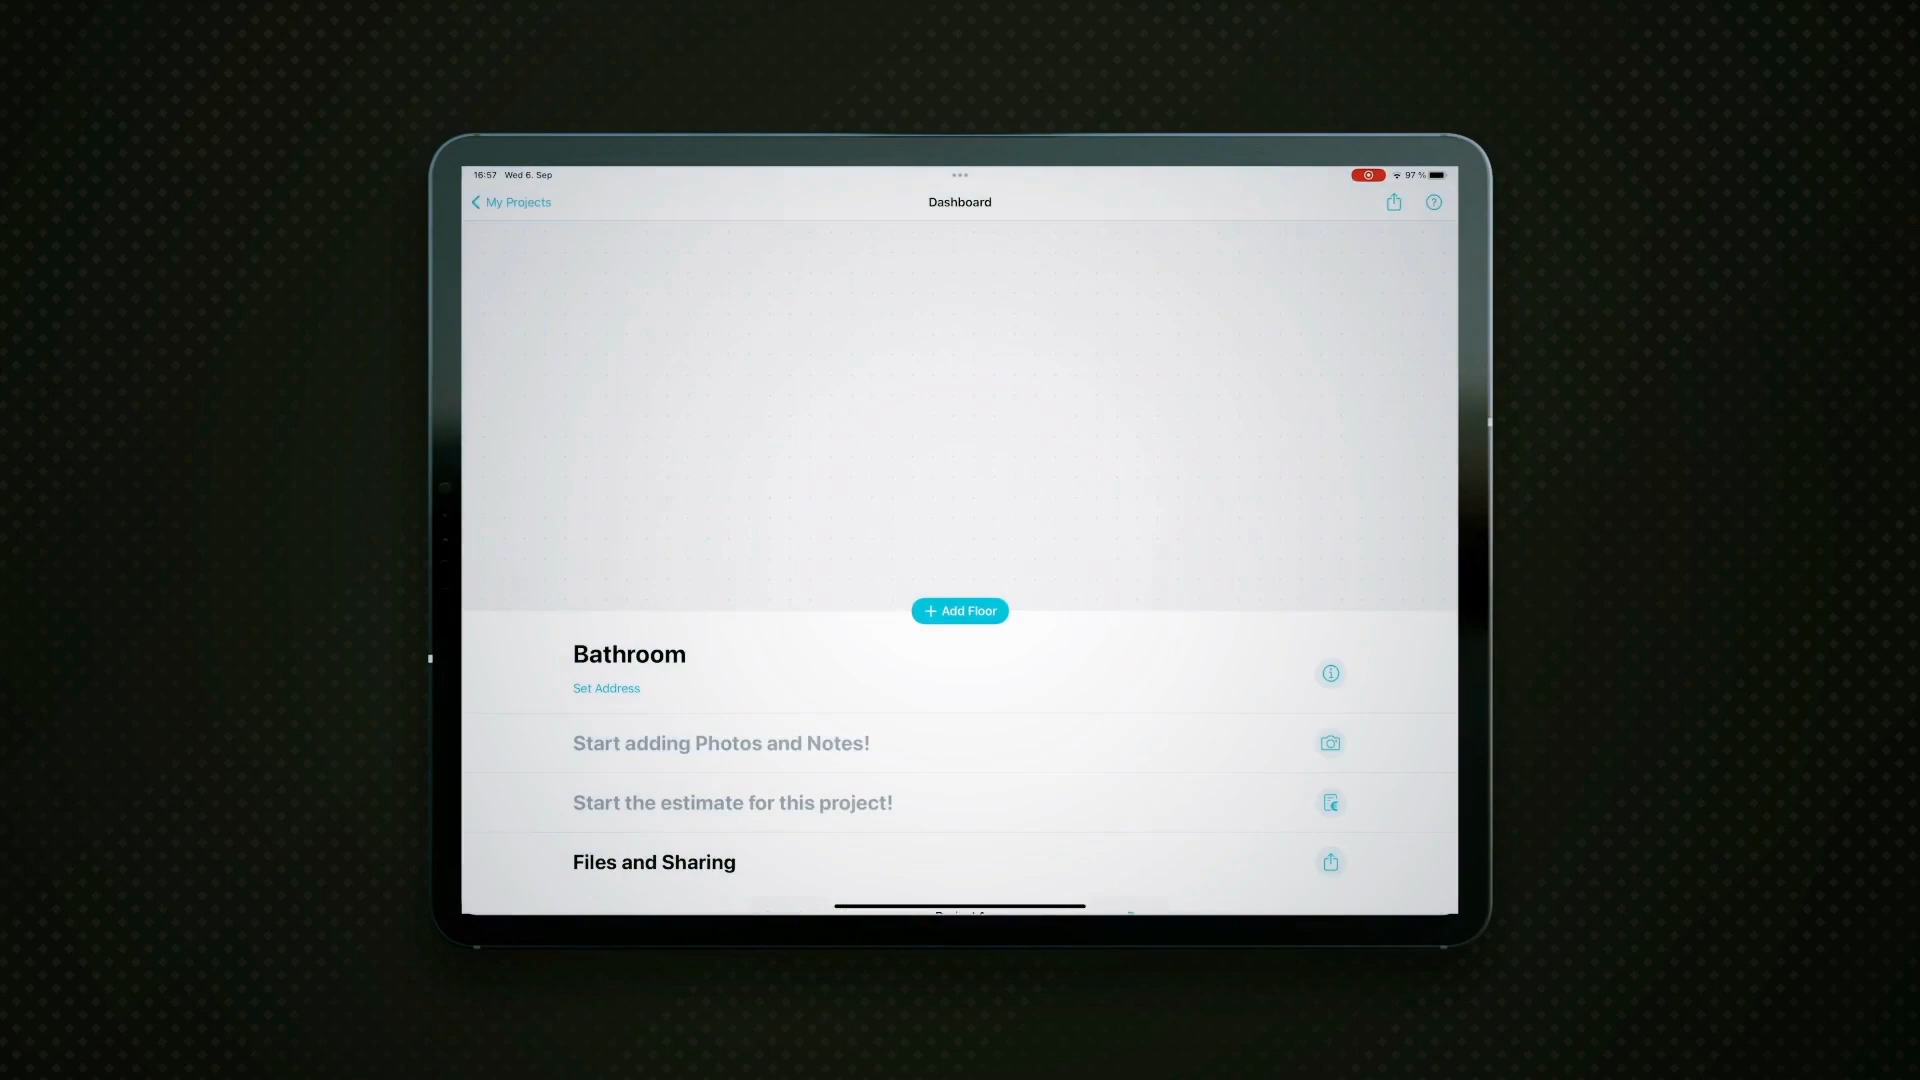 16:57 Wed 6. Sep
97 %
My Projects
Dashboard
Add Floor
Bathroom
Set Address
Start adding Photos and Notes!
Start the estimate for this project!
Files and Sharing